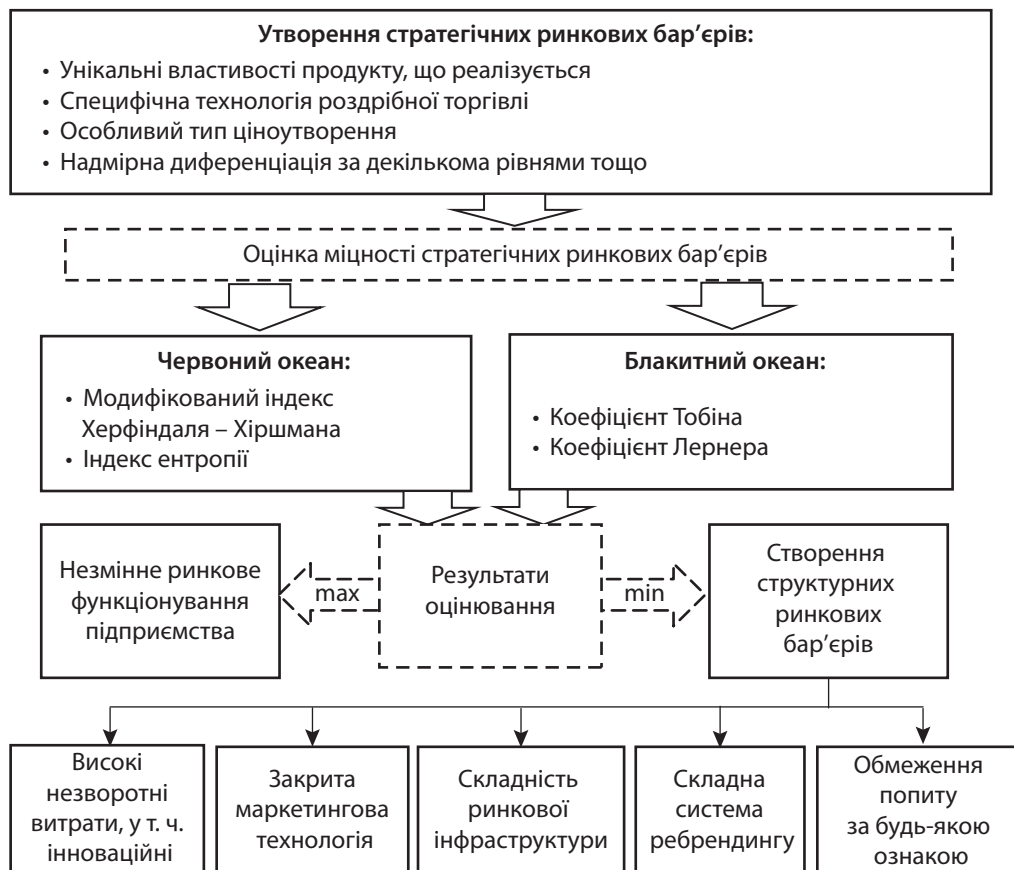 Утворення стратегічних ринкових бар’єрів:
• Унікальні властивості продукту, що реалізується
• Специфічна технологія роздрібної торгівлі
• Особливий тип ціноутворення
• Надмірна диференціація за декількома рівнями тощо
Оцінка міцності стратегічних ринкових бар’єрів
Червоний океан:
• Модифікований індекс
Херфіндаля – Хіршмана
• Індекс ентропії
Блакитний океан:
• Коефіцієнт Тобіна
• Коефіцієнт Лернера
Незмінне ринкове
функціонування
підприємства
max
Результати
оцінювання
min
Створення
структурних
ринкових
бар’єрів
Високі
незворотні
витрати, у т. ч.
інноваційні
Закрита
маркетингова
технологія
Складність
ринкової
інфраструктури
Складна
система
ребрендингу
Обмеження
попиту
за будь-якою
ознакою